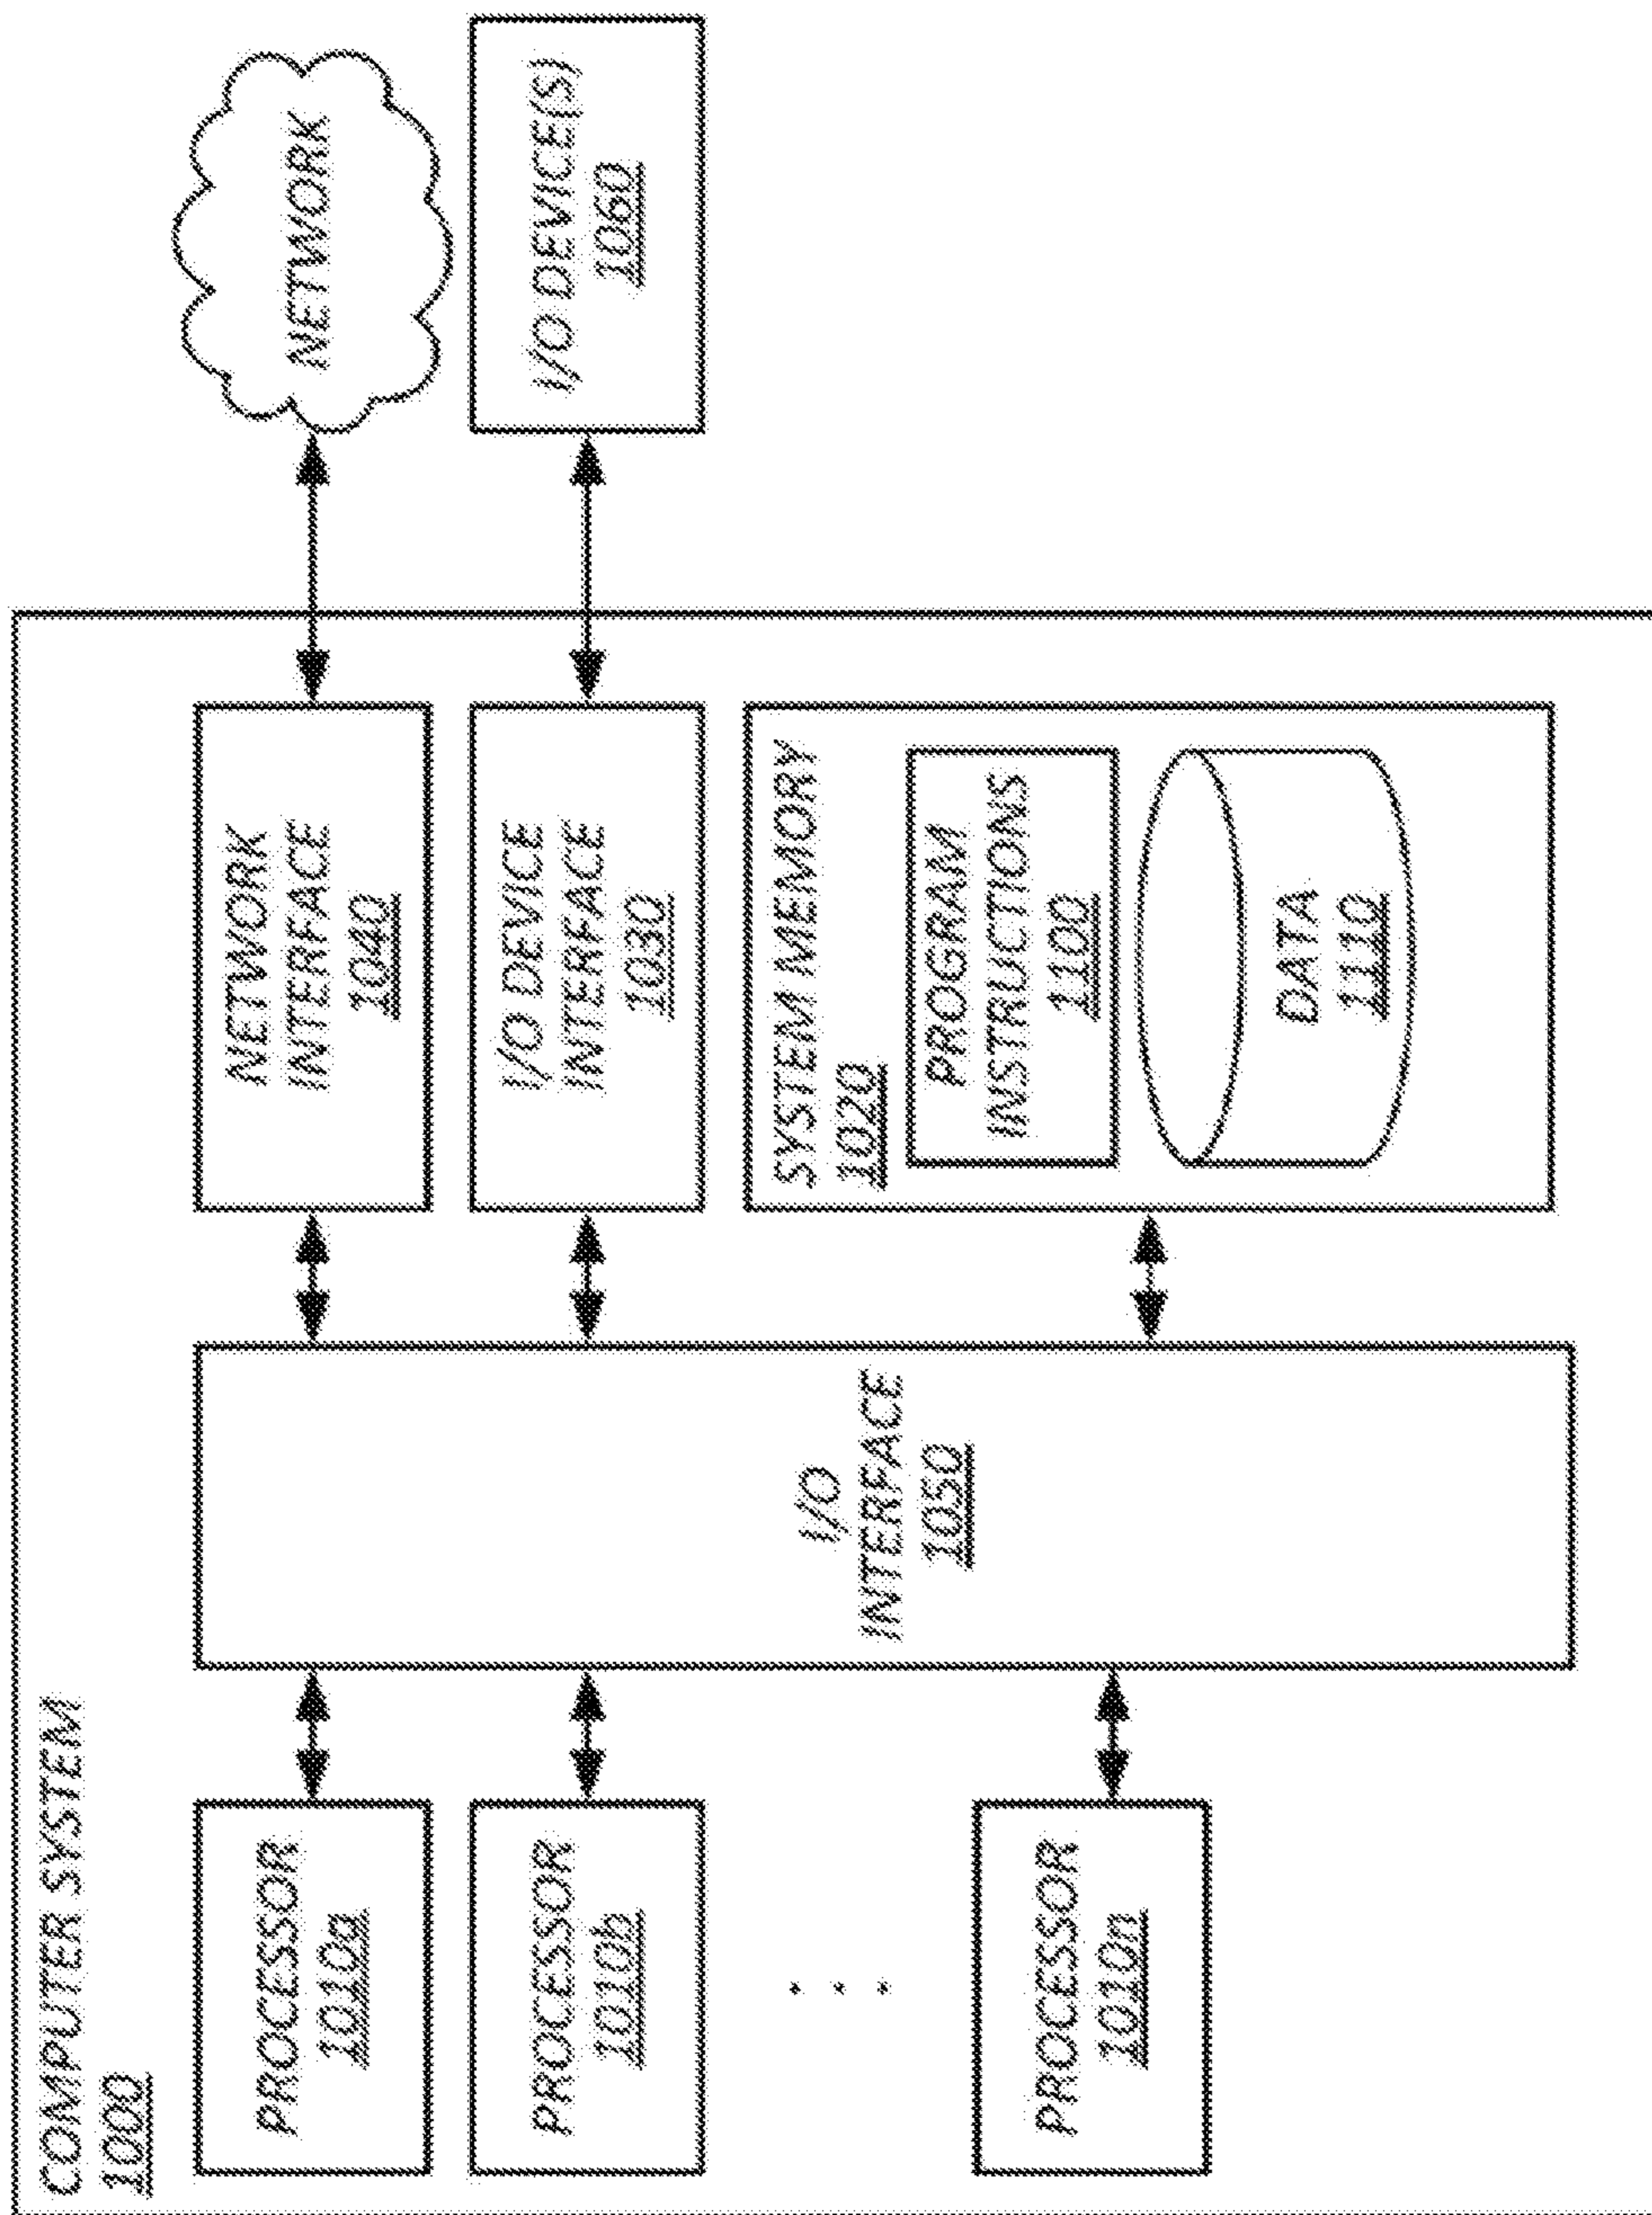 COMPUTER SYSTEM
1000
PROCESSOR
1010a
PROCESSOR
1010b
. . .
PROCESSOR
1010n
I/O
INTERFACE
1050
NETWORK
INTERFACE
1040
I/O DEVICE
INTERFACE
1030
SYSTEM MEMORY
1020
PROGRAM
INSTRUCTIONS
1100
DATA
1110
NETWORK
I/O DEVICE(S)
1060